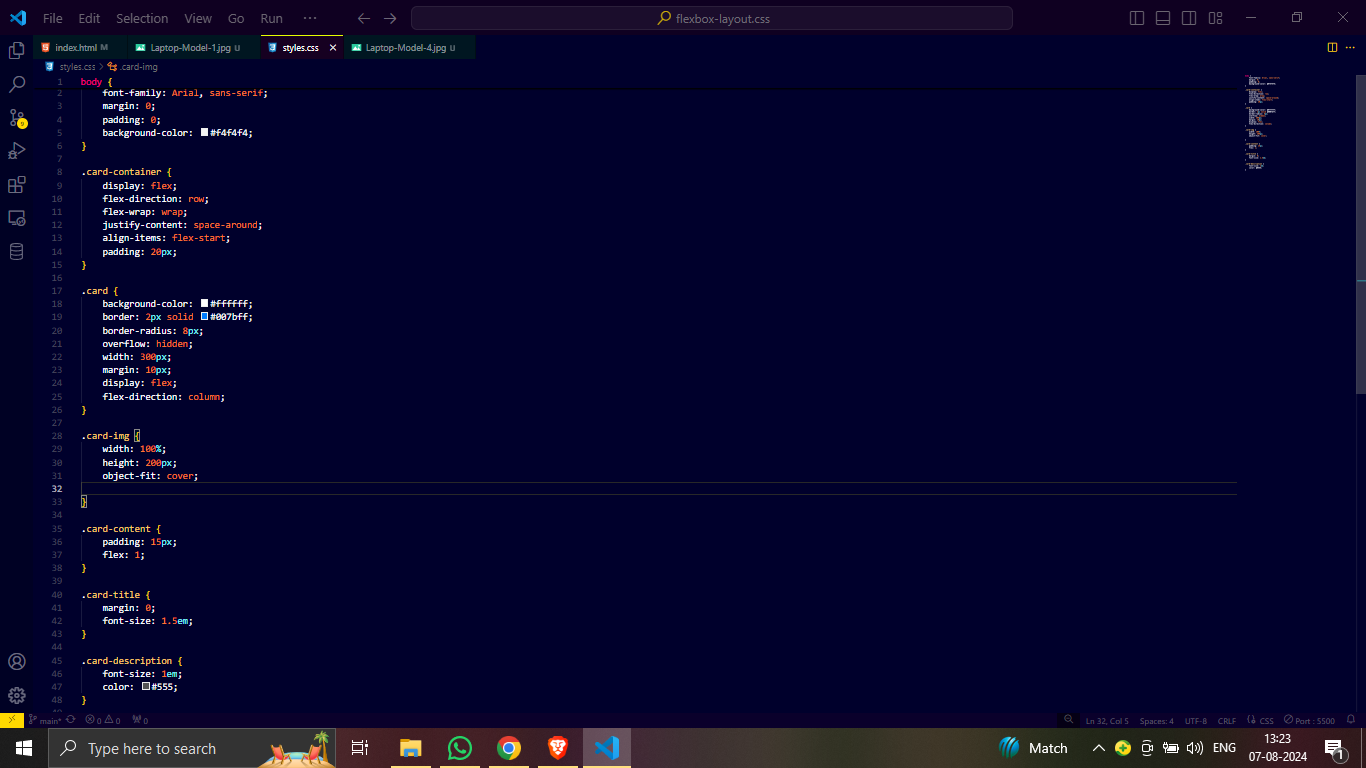 File Edit Selection View Go Run ··· flexbox-layout.css
index.html M Laptop-Model-1.jpg U styles.css Laptop-Model-4.jpg U
styles.css > .card-img
1 body {
2 font-family: Arial, sans-serif;
3 margin: 0;
4 padding: 0;
5 background-color: #f4f4f4;
6 }
7
8 .card-container {
9 display: flex;
10 flex-direction: row;
11 flex-wrap: wrap;
12 justify-content: space-around;
13 align-items: flex-start;
14 padding: 20px;
15 }
16
17 .card {
18 background-color: #ffffff;
19 border: 2px solid #007bff;
20 border-radius: 8px;
21 overflow: hidden;
22 width: 300px;
23 margin: 10px;
24 display: flex;
25 flex-direction: column;
26 }
27
28 .card-img {
29 width: 100%;
30 height: 200px;
31 object-fit: cover;
32
33 }
34
35 .card-content {
36 padding: 15px;
37 flex: 1;
38 }
39
40 .card-title {
41 margin: 0;
42 font-size: 1.5em;
43 }
44
45 .card-description {
46 font-size: 1em;
47 color: #555;
48 }
main* 0 0 0 Ln 32, Col 5 Spaces: 4 UTF-8 CRLF CSS Port : 5500
Type here to search Match ENG 13:23
07-08-2024 1